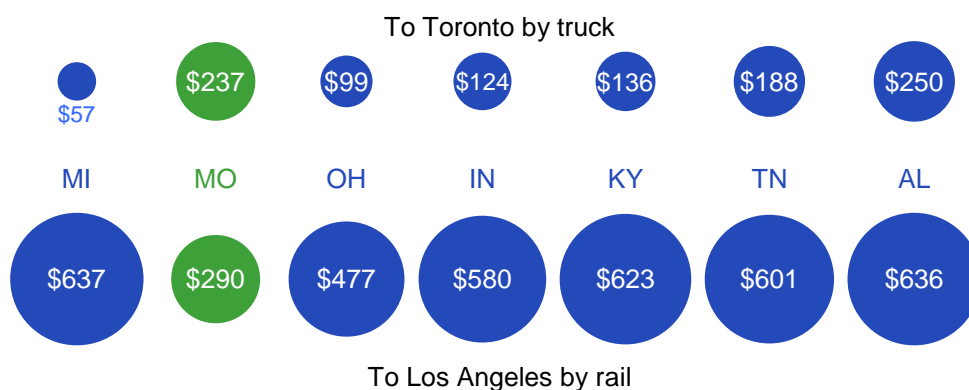 To Toronto by truck
$237 $99 $124 $136 $188 $250
$57
MI MO OH IN KY TN AL
$637 $290 $477 $580 $623 $601 $636
To Los Angeles by rail